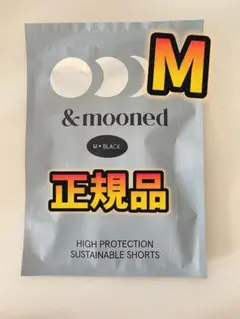 M
&mooned
M • BLACK
正規品
HIGH PROTECTION
SUSTAINABLE SHORTS